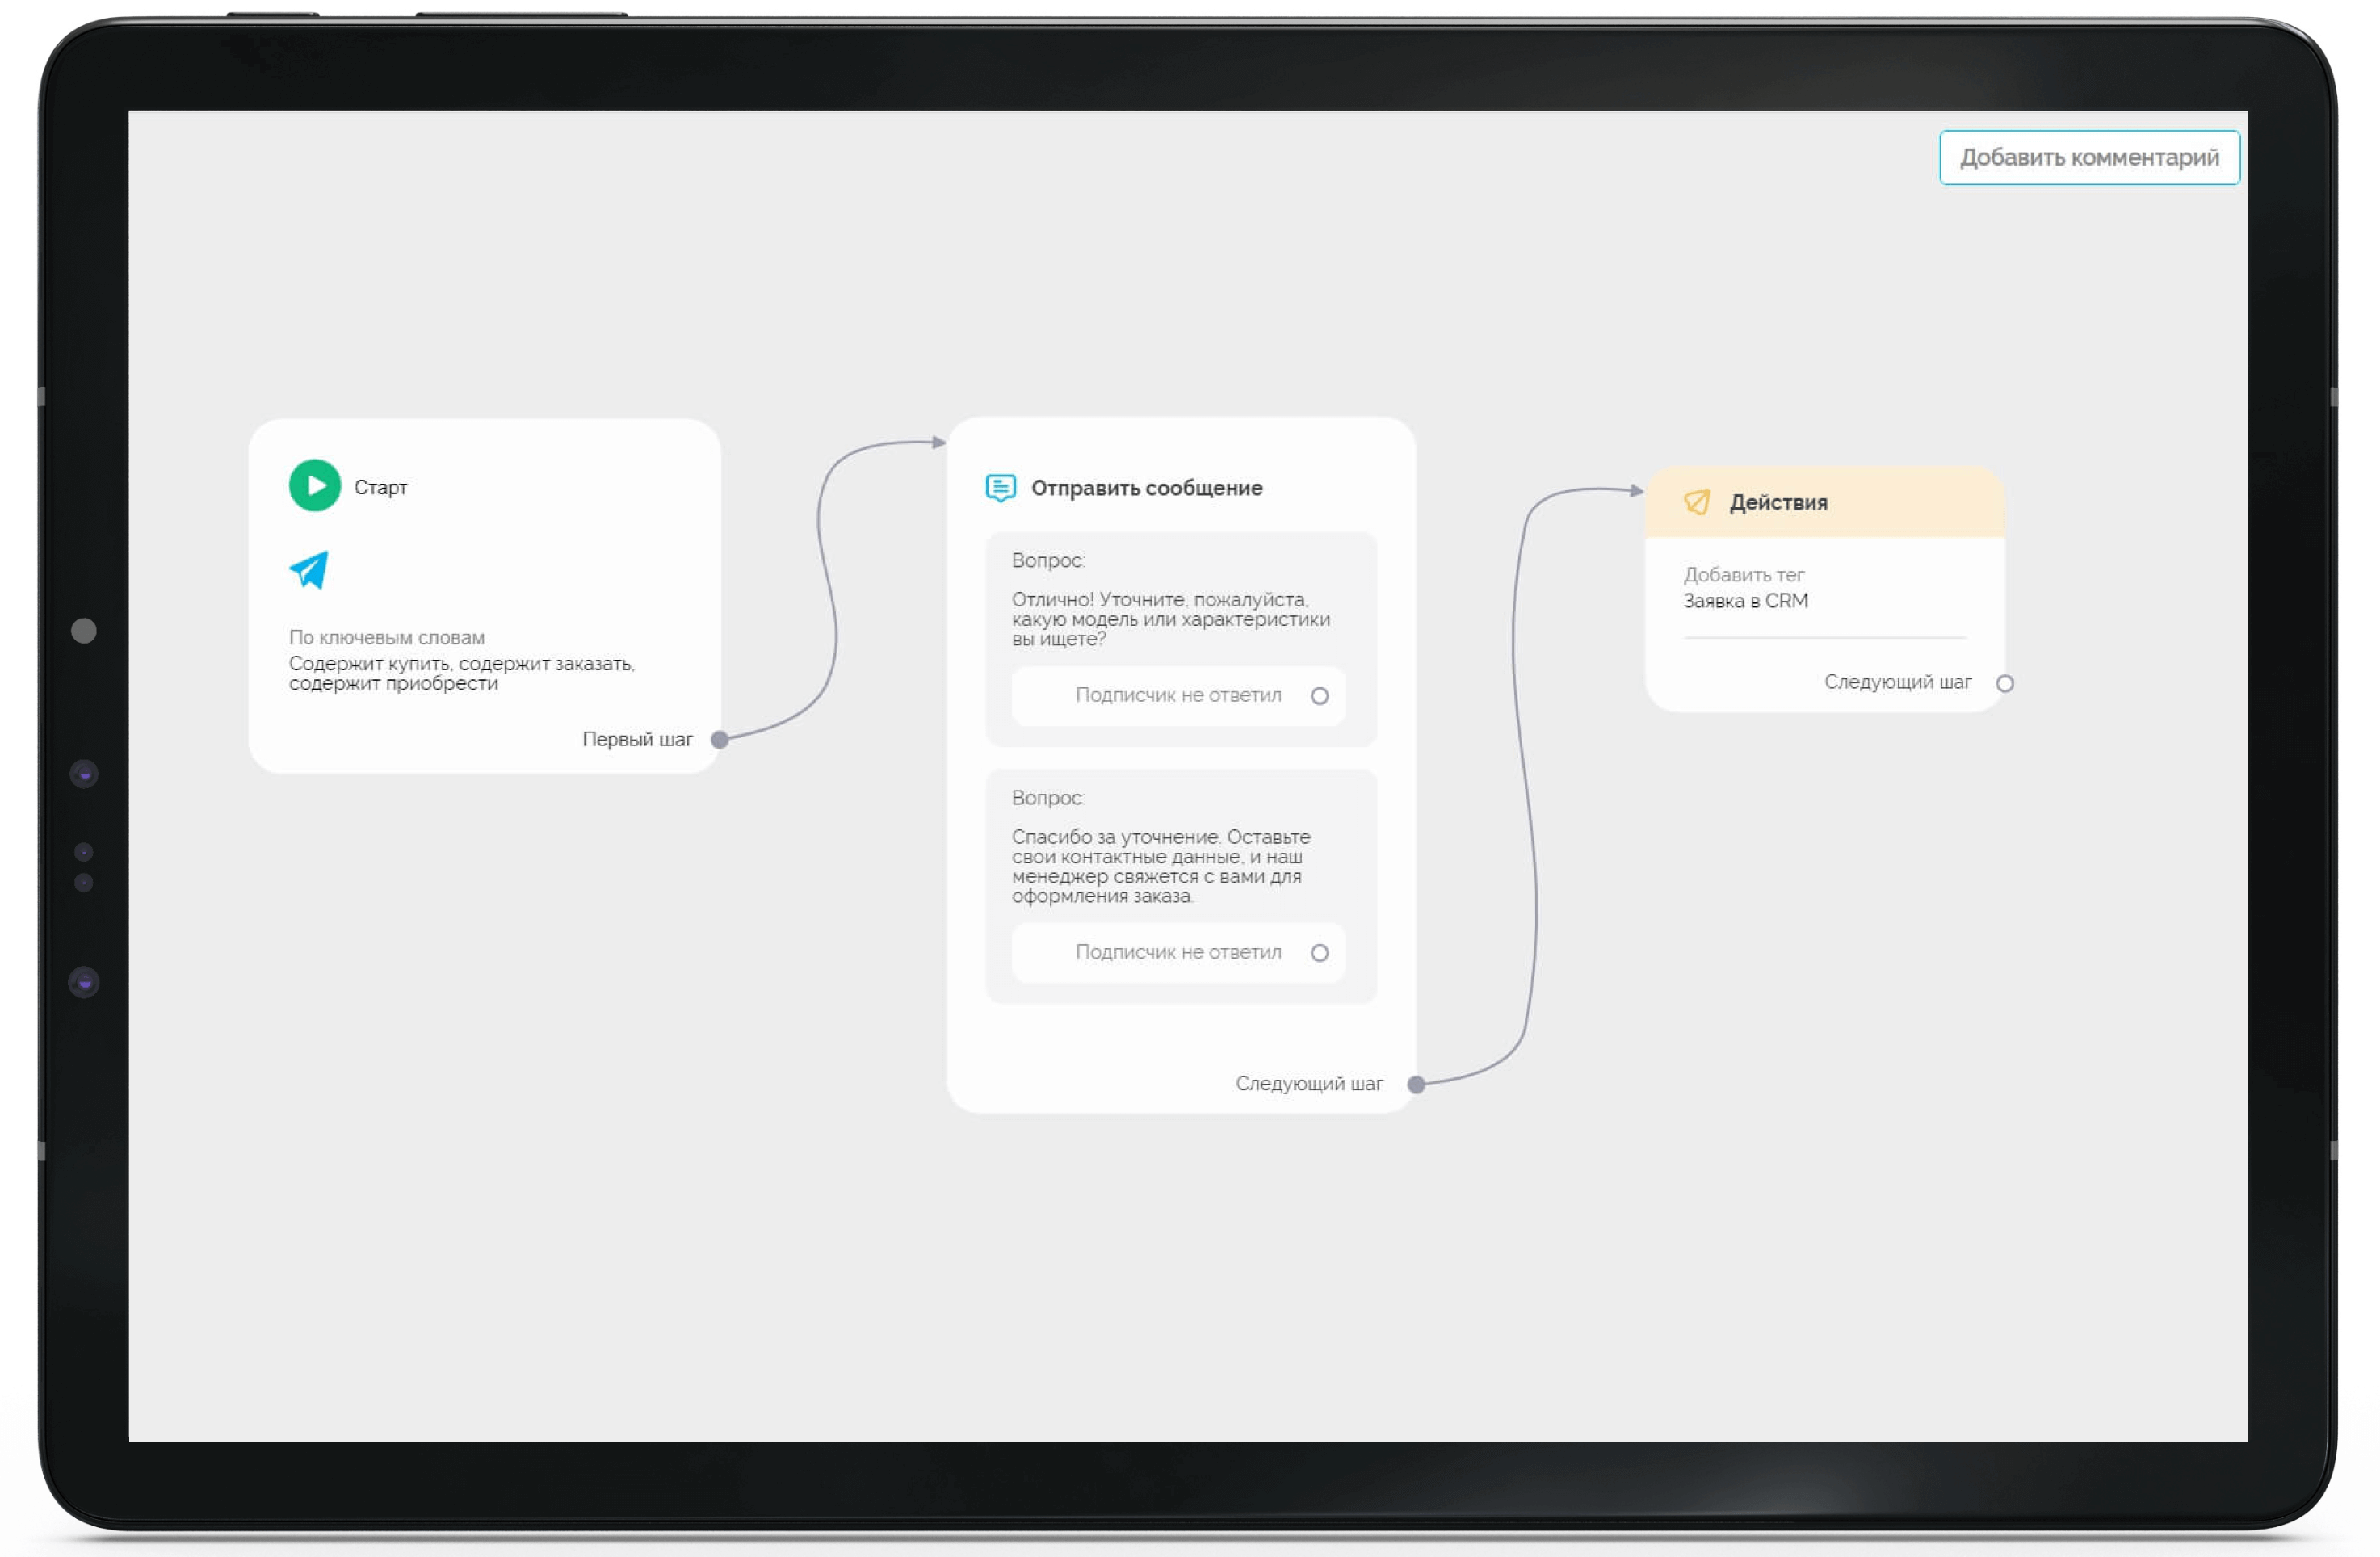 Добавить комментарий
Старт
По ключевым словам
Содержит купить, содержит заказать,
содержит приобрести
Первый шаг
Отправить сообщение
Вопрос:
Отлично! Уточните, пожалуйста,
какую модель или характеристики
вы ищете?
Подписчик не ответил
Вопрос:
Спасибо за уточнение. Оставьте
свои контактные данные, и наш
менеджер свяжется с вами для
оформления заказа.
Подписчик не ответил
Следующий шаг
Действия
Добавить тег
Заявка в CRM
Следующий шаг